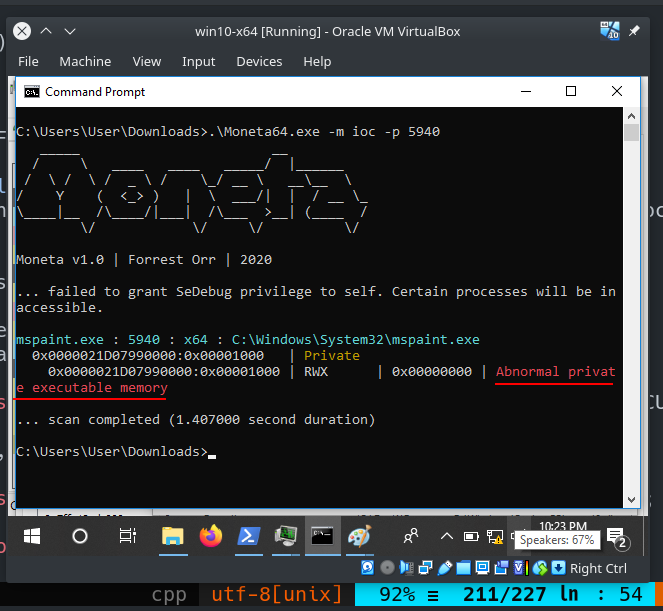 win10-x64 [Running] - Oracle VM VirtualBox
File Machine View Input Devices Help
Command Prompt
C:\Users\User\Downloads>.\Moneta64.exe -m ioc -p 5940
Moneta
Moneta v1.0 | Forrest Orr | 2020
... failed to grant SeDebug privilege to self. Certain processes will be in
accessible.
mspaint.exe : 5940 : x64 : C:\Windows\System32\mspaint.exe
0x0000021D07990000:0x00001000 | Private
0x0000021D07990000:0x00001000 | RWX | 0x00000000 | Abnormal privat
e executable memory
... scan completed (1.407000 second duration)
C:\Users\User\Downloads>
10:23 PM
Speakers: 67%
2
Right Ctrl
cpp utf-8[unix] 92% ≡ 211/227 ln : 54